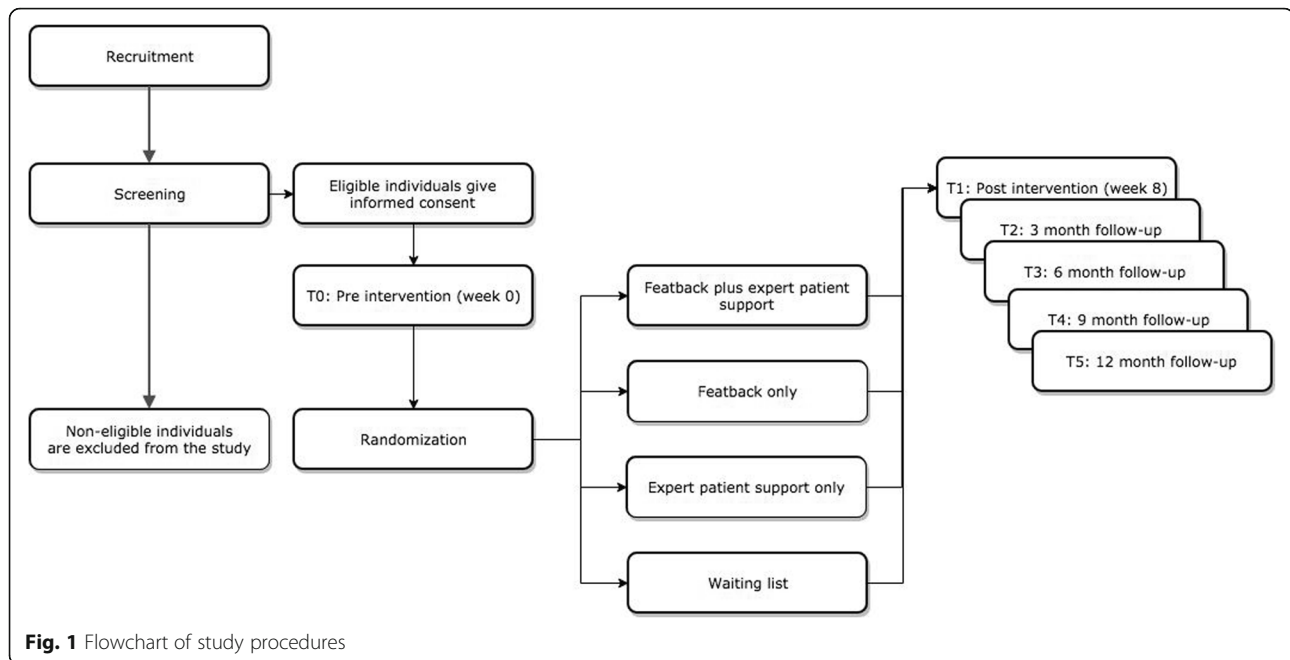 Recruitment
Screening
Eligible individuals give
informed consent
T0: Pre intervention (week 0)
Non-eligible individuals
are excluded from the study
Randomization
Featback plus expert patient
support
Featback only
Expert patient support only
Waiting list
T1: Post intervention (week 8)
T2: 3 month follow-up
T3: 6 month follow-up
T4: 9 month follow-up
T5: 12 month follow-up
Fig. 1 Flowchart of study procedures